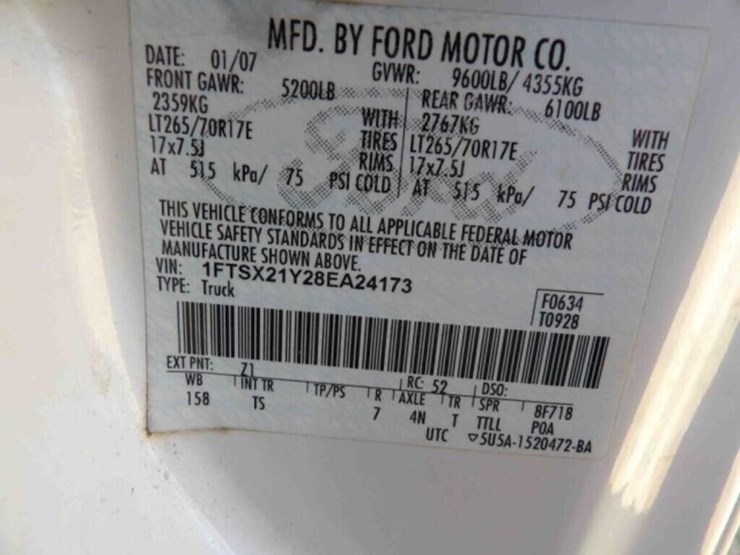 MFD. BY FORD MOTOR CO.
DATE: 01/07 GVWR: 9600LB/ 4355KG
FRONT GAWR: 5200LB REAR GAWR: 6100LB
2359KG WITH 2767KG WITH
LT265/70R17E TIRES LT265/70R17E TIRES
17x7.5J RIMS 17x7.5J RIMS
AT 515 kPa/ 75 PSI COLD AT 515 kPa/ 75 PSI COLD
THIS VEHICLE CONFORMS TO ALL APPLICABLE FEDERAL MOTOR
VEHICLE SAFETY STANDARDS IN EFFECT ON THE DATE OF
MANUFACTURE SHOWN ABOVE.
VIN: 1FTSX21Y28EA24173
TYPE: Truck
F0634
T0928
EXT PNT: Z1 RC: 52 DSO:
WB INT TR TP/PS R AXLE TR SPR 8F718
158 TS 7 4N T TTLL POA
UTC ▽5U5A-1520472-BA
Ford